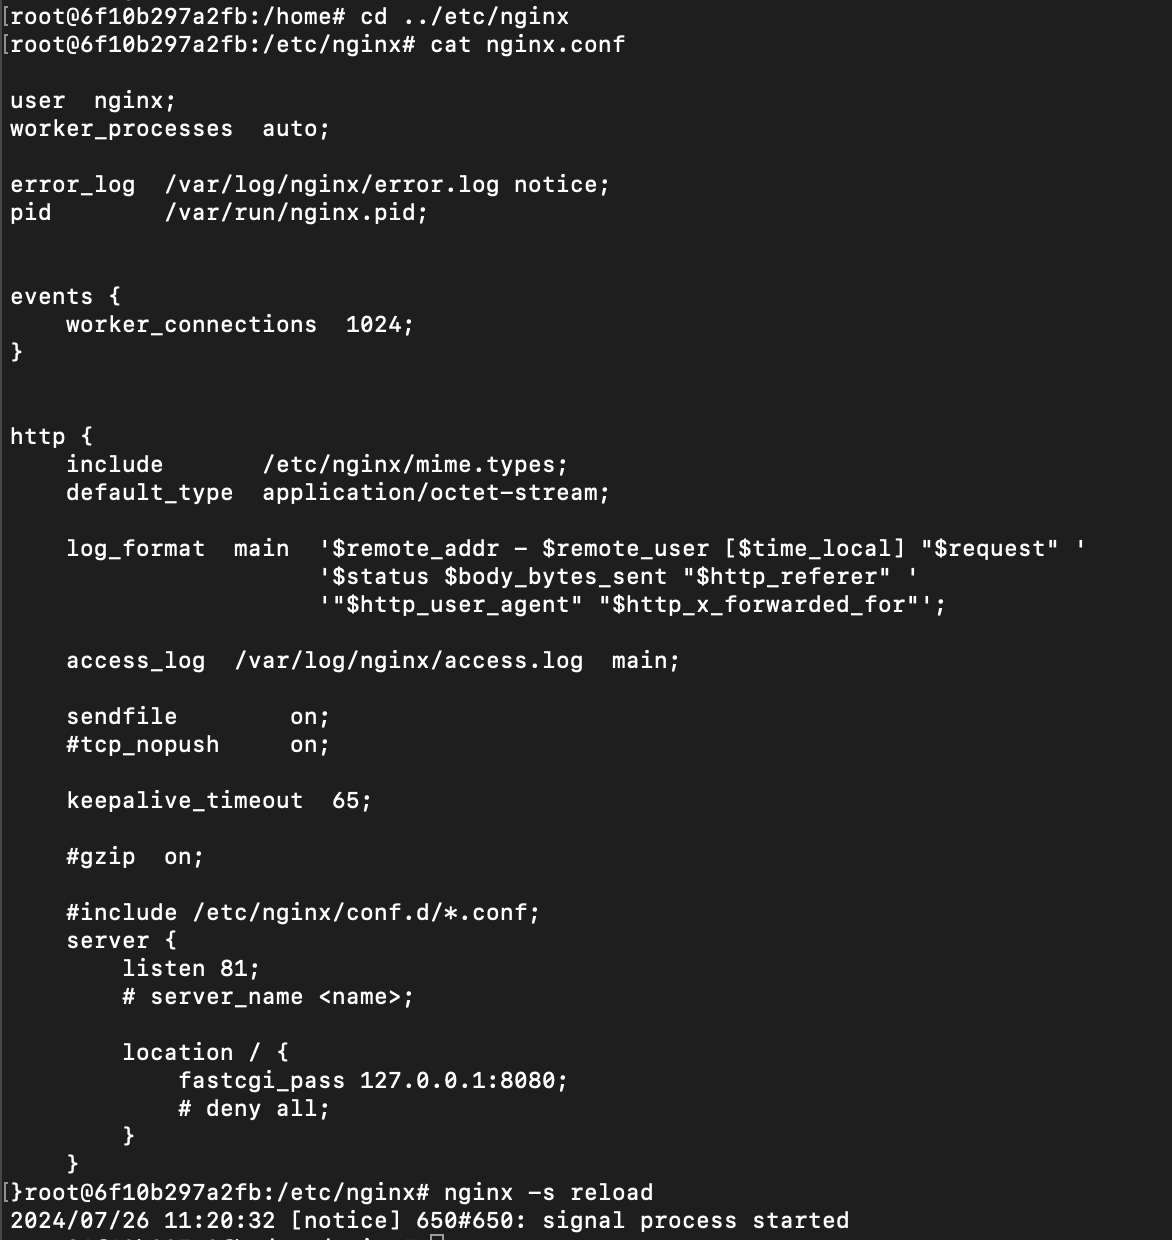 [root@6f10b297a2fb:/home# cd ../etc/nginx
[root@6f10b297a2fb:/etc/nginx# cat nginx.conf
user  nginx;
worker_processes  auto;
error_log  /var/log/nginx/error.log notice;
pid        /var/run/nginx.pid;
events {
    worker_connections  1024;
}
http {
    include       /etc/nginx/mime.types;
    default_type  application/octet-stream;
    log_format  main  '$remote_addr - $remote_user [$time_local] "$request" '
                      '$status $body_bytes_sent "$http_referer" '
                      '"$http_user_agent" "$http_x_forwarded_for"';
    access_log  /var/log/nginx/access.log  main;
    sendfile        on;
    #tcp_nopush     on;
    keepalive_timeout  65;
    #gzip  on;
    #include /etc/nginx/conf.d/*.conf;
    server {
        listen 81;
        # server_name <name>;
        location / {
            fastcgi_pass 127.0.0.1:8080;
            # deny all;
        }
    }
[}root@6f10b297a2fb:/etc/nginx# nginx -s reload
2024/07/26 11:20:32 [notice] 650#650: signal process started